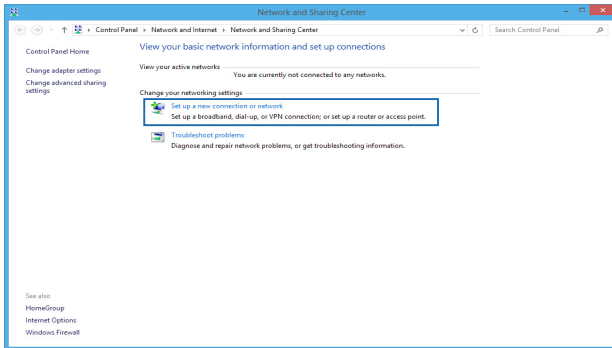 Network and Sharing Center
Control Panel ▸ Network and Internet ▸ Network and Sharing Center
Search Control Panel
Control Panel Home
Change adapter settings
Change advanced sharing
settings
View your basic network information and set up connections
View your active networks
You are currently not connected to any networks.
Change your networking settings
Set up a new connection or network
Set up a broadband, dial-up, or VPN connection; or set up a router or access point.
Troubleshoot problems
Diagnose and repair network problems, or get troubleshooting information.
See also
HomeGroup
Internet Options
Windows Firewall